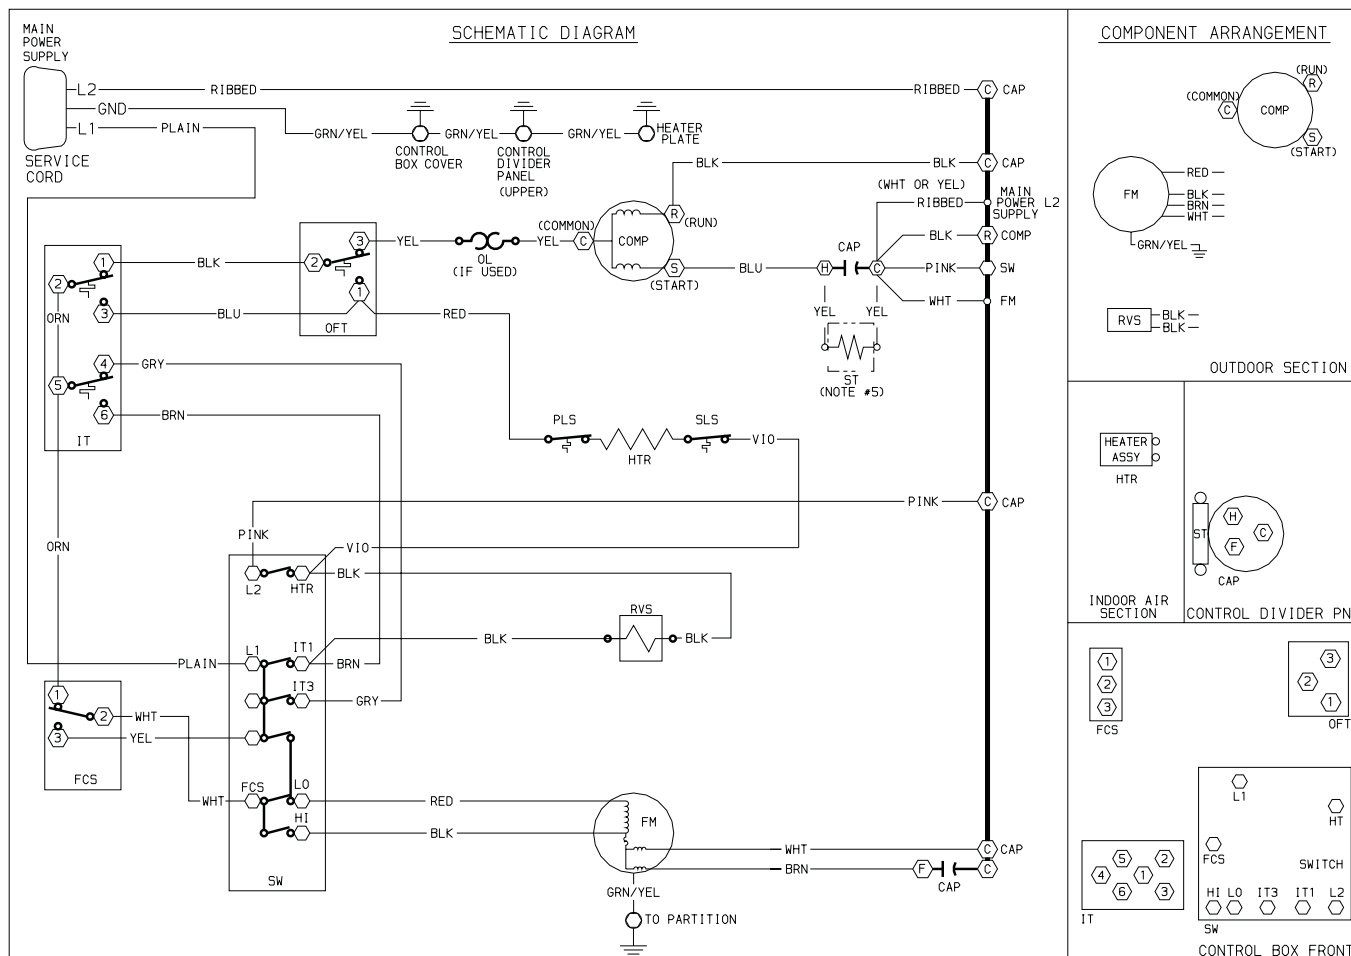 SCHEMATIC DIAGRAM
MAIN
POWER
SUPPLY
L2
RIBBED
RIBBED
C
CAP
GND
L1
PLAIN
SERVICE
CORD
GRN/YEL
GRN/YEL
GRN/YEL
HEATER
PLATE
CONTROL
BOX COVER
CONTROL
DIVIDER
PANEL
(UPPER)
BLK
BLK
C
CAP
(WHT OR YEL)
RIBBED
MAIN
POWER L2
SUPPLY
R
(RUN)
(COMMON)
C
COMP
S
(START)
3
YEL
OL
(IF USED)
YEL
2
1
OFT
BLU
H
CAP
C
BLK
R
COMP
PINK
SW
WHT
FM
YEL
YEL
ST
(NOTE #5)
1
BLK
2
ORN
3
BLU
RED
4
GRY
5
6
BRN
IT
PLS
HTR
SLS
VIO
PINK
C
CAP
PINK
ORN
VIO
L2
HTR
BLK
RVS
BLK
BLK
PLAIN
L1
IT1
BRN
IT3
GRY
1
2
WHT
3
YEL
FCS
WHT
FCS
LO
RED
HI
BLK
SW
FM
WHT
C
CAP
BRN
F
CAP
C
GRN/YEL
TO PARTITION
COMPONENT ARRANGEMENT
(RUN)
R
(COMMON)
C
COMP
S
(START)
FM
RED
BLK
BRN
WHT
GRN/YEL
RVS
BLK
BLK
OUTDOOR SECTION
HEATER
ASSY
HTR
INDOOR AIR
SECTION
ST
H
C
F
CAP
CONTROL DIVIDER PN
1
2
3
FCS
3
2
1
OFT
L1
HT
FCS
SWITCH
HI LO IT3 IT1 L2
SW
5
2
4
1
6
3
IT
CONTROL BOX FRONT